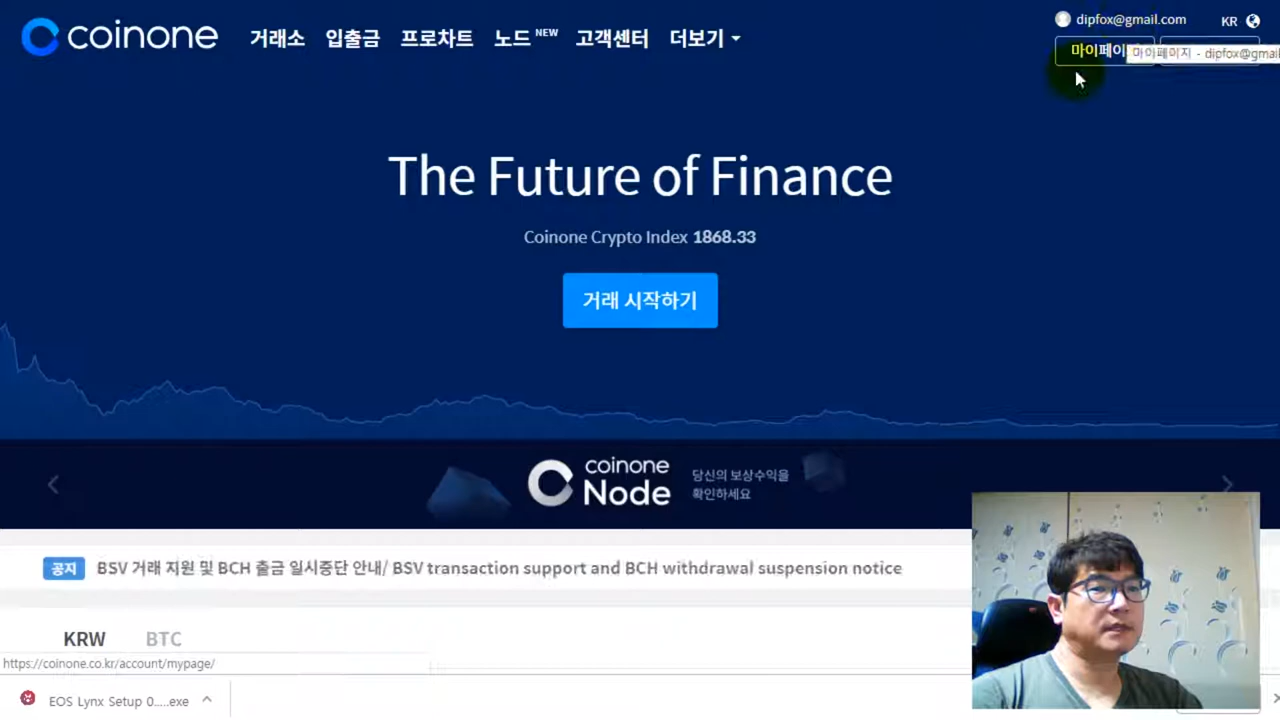 coinone
거래소 입출금 프로차트 노드 NEW 고객센터 더보기
dipfox@gmail.com KR
마이페이
마이페이지 - dipfox@gmai
The Future of Finance
Coinone Crypto Index 1868.33
거래 시작하기
coinone
Node
당신의 보상수익을
확인하세요
공지 BSV 거래 지원 및 BCH 출금 일시중단 안내/ BSV transaction support and BCH withdrawal suspension notice
KRW BTC
https://coinone.co.kr/account/mypage/
EOS Lynx Setup 0.....exe